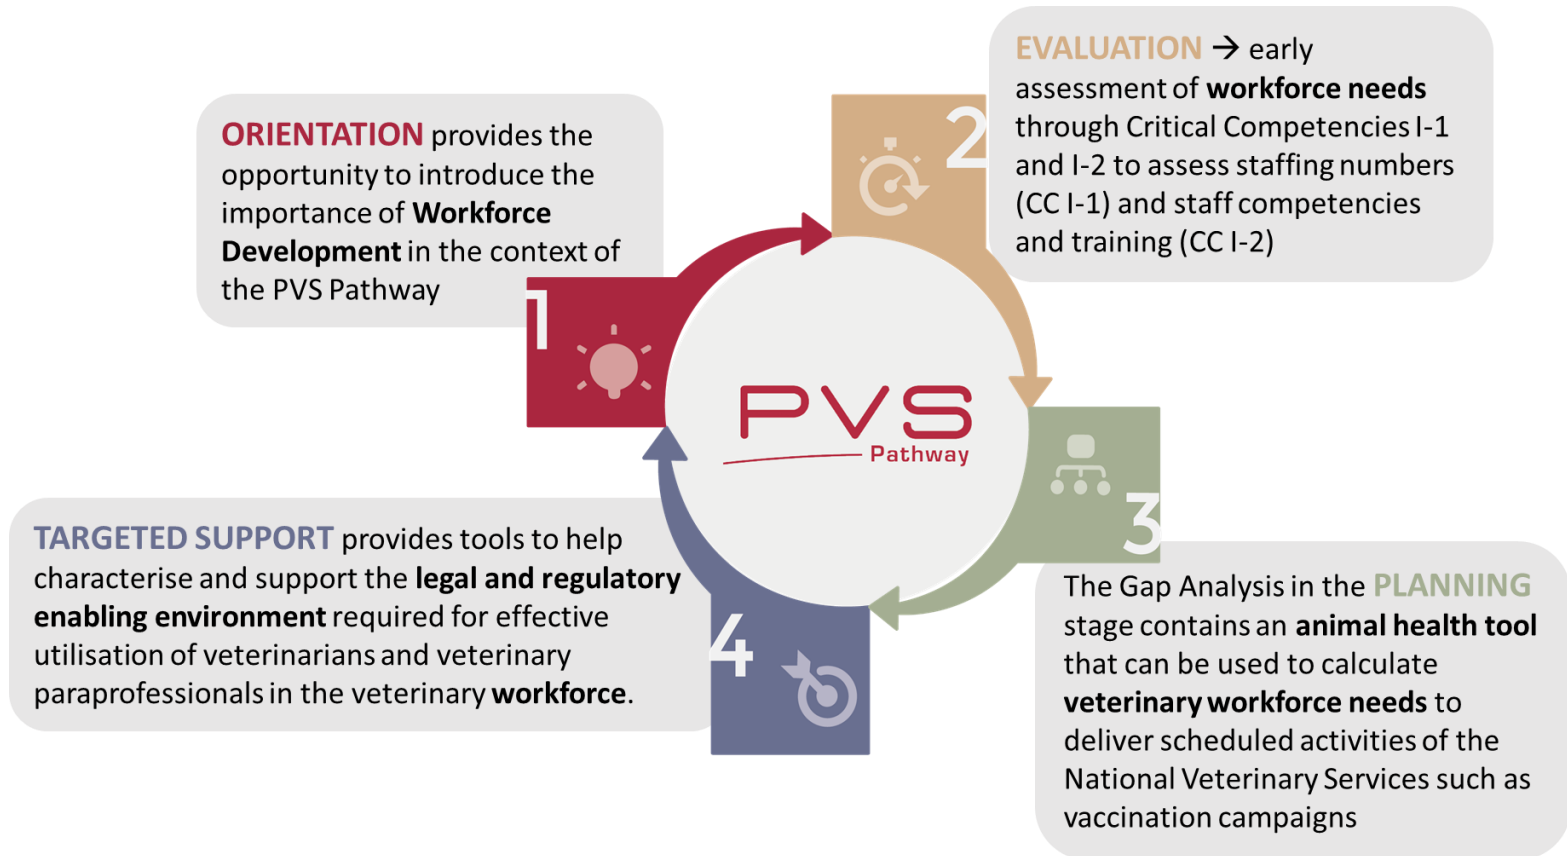 ORIENTATION provides the
opportunity to introduce the
importance of Workforce
Development in the context of
the PVS Pathway
1
EVALUATION → early
assessment of workforce needs
through Critical Competencies I-1
and I-2 to assess staffing numbers
(CC I-1) and staff competencies
and training (CC I-2)
2
PVS
Pathway
3
The Gap Analysis in the PLANNING
stage contains an animal health tool
that can be used to calculate
veterinary workforce needs to
deliver scheduled activities of the
National Veterinary Services such as
vaccination campaigns
TARGETED SUPPORT provides tools to help
characterise and support the legal and regulatory
enabling environment required for effective
utilisation of veterinarians and veterinary
paraprofessionals in the veterinary workforce.
4